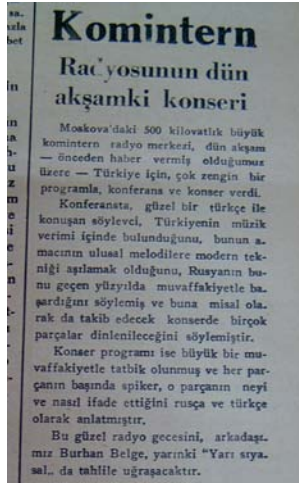 Komintern
Radyosunun dün
akşamki konseri
Moskova'daki 500 kilovatlık büyük
komintern radyo merkezi, dün akşam
— önceden haber vermiş olduğumuz
üzere — Türkiye için, çok zengin bir
programla, konferans ve konser verdi.
Konferansta, güzel bir türkçe ile
konuşan söylevci, Türkiyenin müzik
verimi içinde bulunduğunu, bunun a-
macının ulusal melodilere modern tek-
niği aşılamak olduğunu, Rusyanın bu-
nu geçen yüzyılda muvaffakiyetle ba-
şardığını söylemiş ve buna misal ola-
rak da takib edecek konserde birçok
parçalar dinlenileceğini söylemiştir.
Konser programı ise büyük bir mu-
vaffakiyetle tatbik olunmuş ve her par-
çanın başında spiker, o parçanın neyi
ve nasıl ifade ettiğini rusça ve türkçe
olarak anlatmıştır.
Bu güzel radyo gecesini, arkadaşı-
mız Burhan Belge, yarınki "Yarı sıya-
sal„ da tahlile uğraşacaktır.